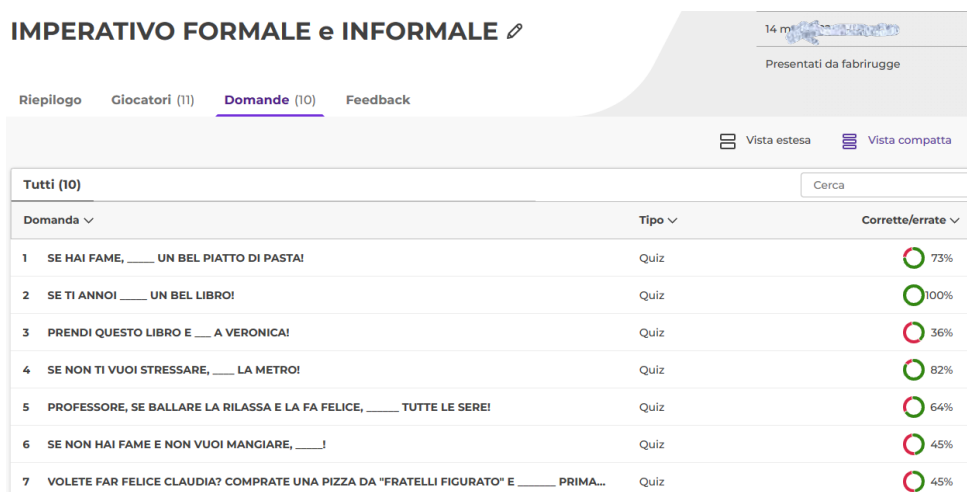 IMPERATIVO FORMALE e INFORMALE
14 m
Presentati da fabrirugge
Riepilogo Giocatori (11) Domande (10) Feedback
Vista estesa Vista compatta
Tutti (10) Cerca
Domanda Tipo Corrette/errate
1 SE HAI FAME, _____ UN BEL PIATTO DI PASTA! Quiz 73%
2 SE TI ANNOI _____ UN BEL LIBRO! Quiz 100%
3 PRENDI QUESTO LIBRO E ___ A VERONICA! Quiz 36%
4 SE NON TI VUOI STRESSARE, ____ LA METRO! Quiz 82%
5 PROFESSORE, SE BALLARE LA RILASSA E LA FA FELICE, ______ TUTTE LE SERE! Quiz 64%
6 SE NON HAI FAME E NON VUOI MANGIARE, _____! Quiz 45%
7 VOLETE FAR FELICE CLAUDIA? COMPRATE UNA PIZZA DA "FRATELLI FIGURATO" E _______ PRIMA... Quiz 45%